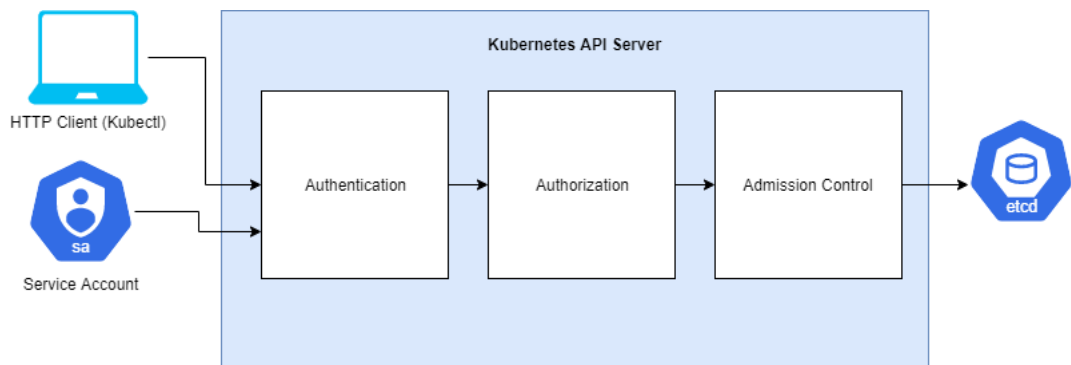 Kubernetes API Server
HTTP Client (Kubectl)
sa
Service Account
Authentication
Authorization
Admission Control
etcd